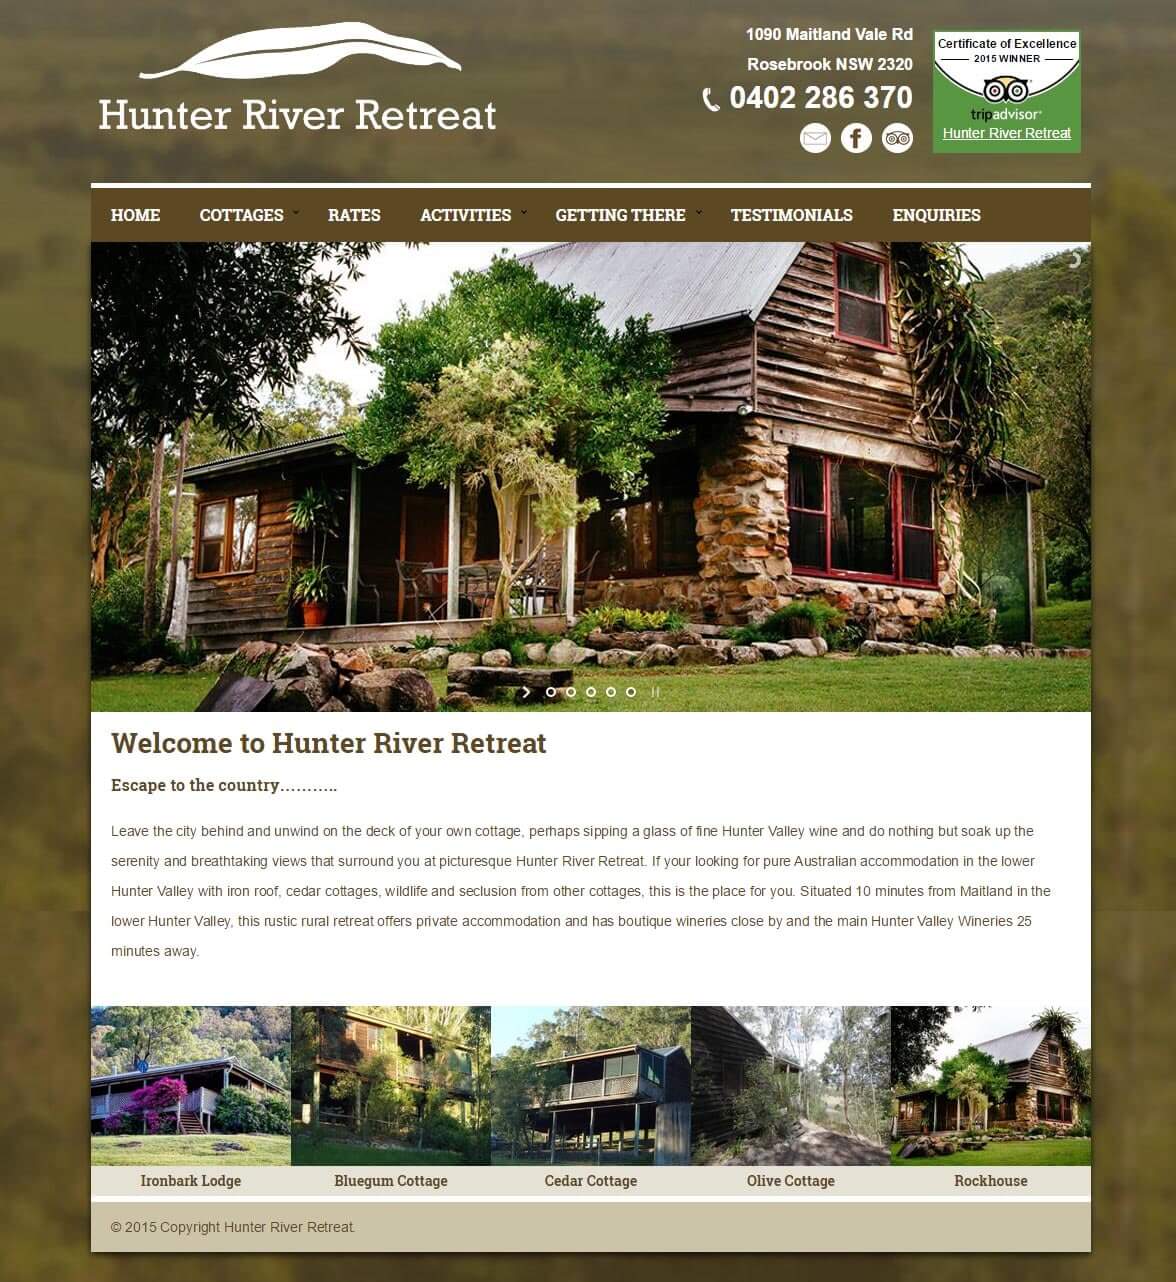 Hunter River Retreat
1090 Maitland Vale Rd
Rosebrook NSW 2320
0402 286 370
Certificate of Excellence
2015 WINNER
tripadvisor®
Hunter River Retreat
HOME COTTAGES RATES ACTIVITIES GETTING THERE TESTIMONIALS ENQUIRIES
Welcome to Hunter River Retreat
Escape to the country………..
Leave the city behind and unwind on the deck of your own cottage, perhaps sipping a glass of fine Hunter Valley wine and do nothing but soak up the
serenity and breathtaking views that surround you at picturesque Hunter River Retreat. If your looking for pure Australian accommodation in the lower
Hunter Valley with iron roof, cedar cottages, wildlife and seclusion from other cottages, this is the place for you. Situated 10 minutes from Maitland in the
lower Hunter Valley, this rustic rural retreat offers private accommodation and has boutique wineries close by and the main Hunter Valley Wineries 25
minutes away.
Ironbark Lodge Bluegum Cottage Cedar Cottage Olive Cottage Rockhouse
© 2015 Copyright Hunter River Retreat.